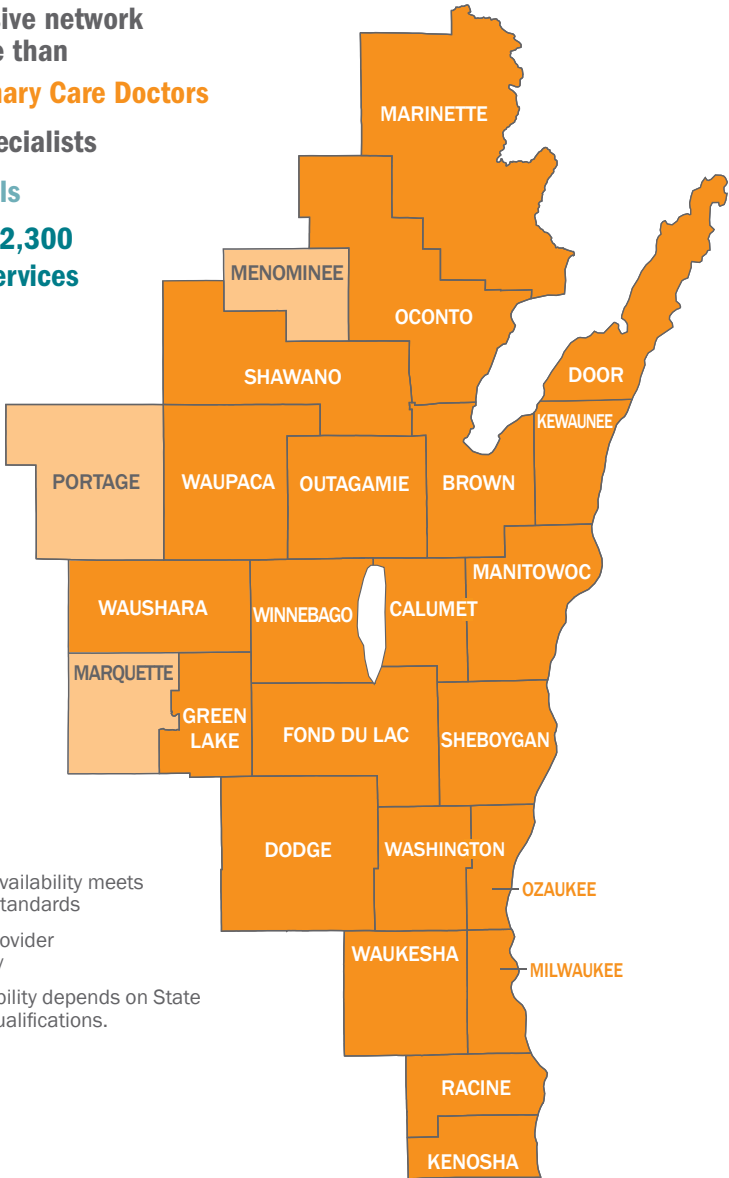 sive network
e than
nary Care Doctors
ecialists
ls
2,300
ervices
MARINETTE
MENOMINEE
OCONTO
SHAWANO
DOOR
KEWAUNEE
PORTAGE
WAUPACA
OUTAGAMIE
BROWN
MANITOWOC
WAUSHARA
WINNEBAGO
CALUMET
MARQUETTE
GREEN
LAKE
FOND DU LAC
SHEBOYGAN
DODGE
WASHINGTON
OZAUKEE
WAUKESHA
MILWAUKEE
RACINE
KENOSHA
vailability meets
tandards
ovider
y
bility depends on State
ualifications.